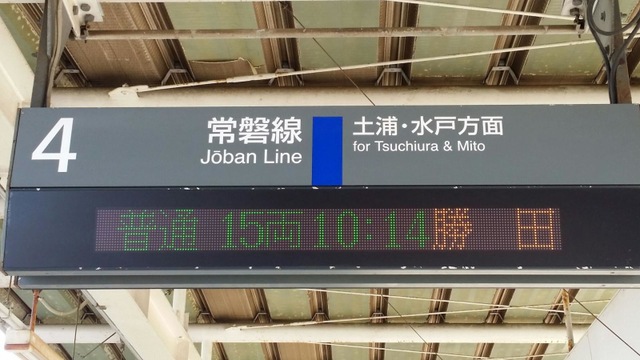 4
常磐線
Jōban Line
土浦・水戸方面
for Tsuchiura & Mito
普通 15両 10:14 勝 田